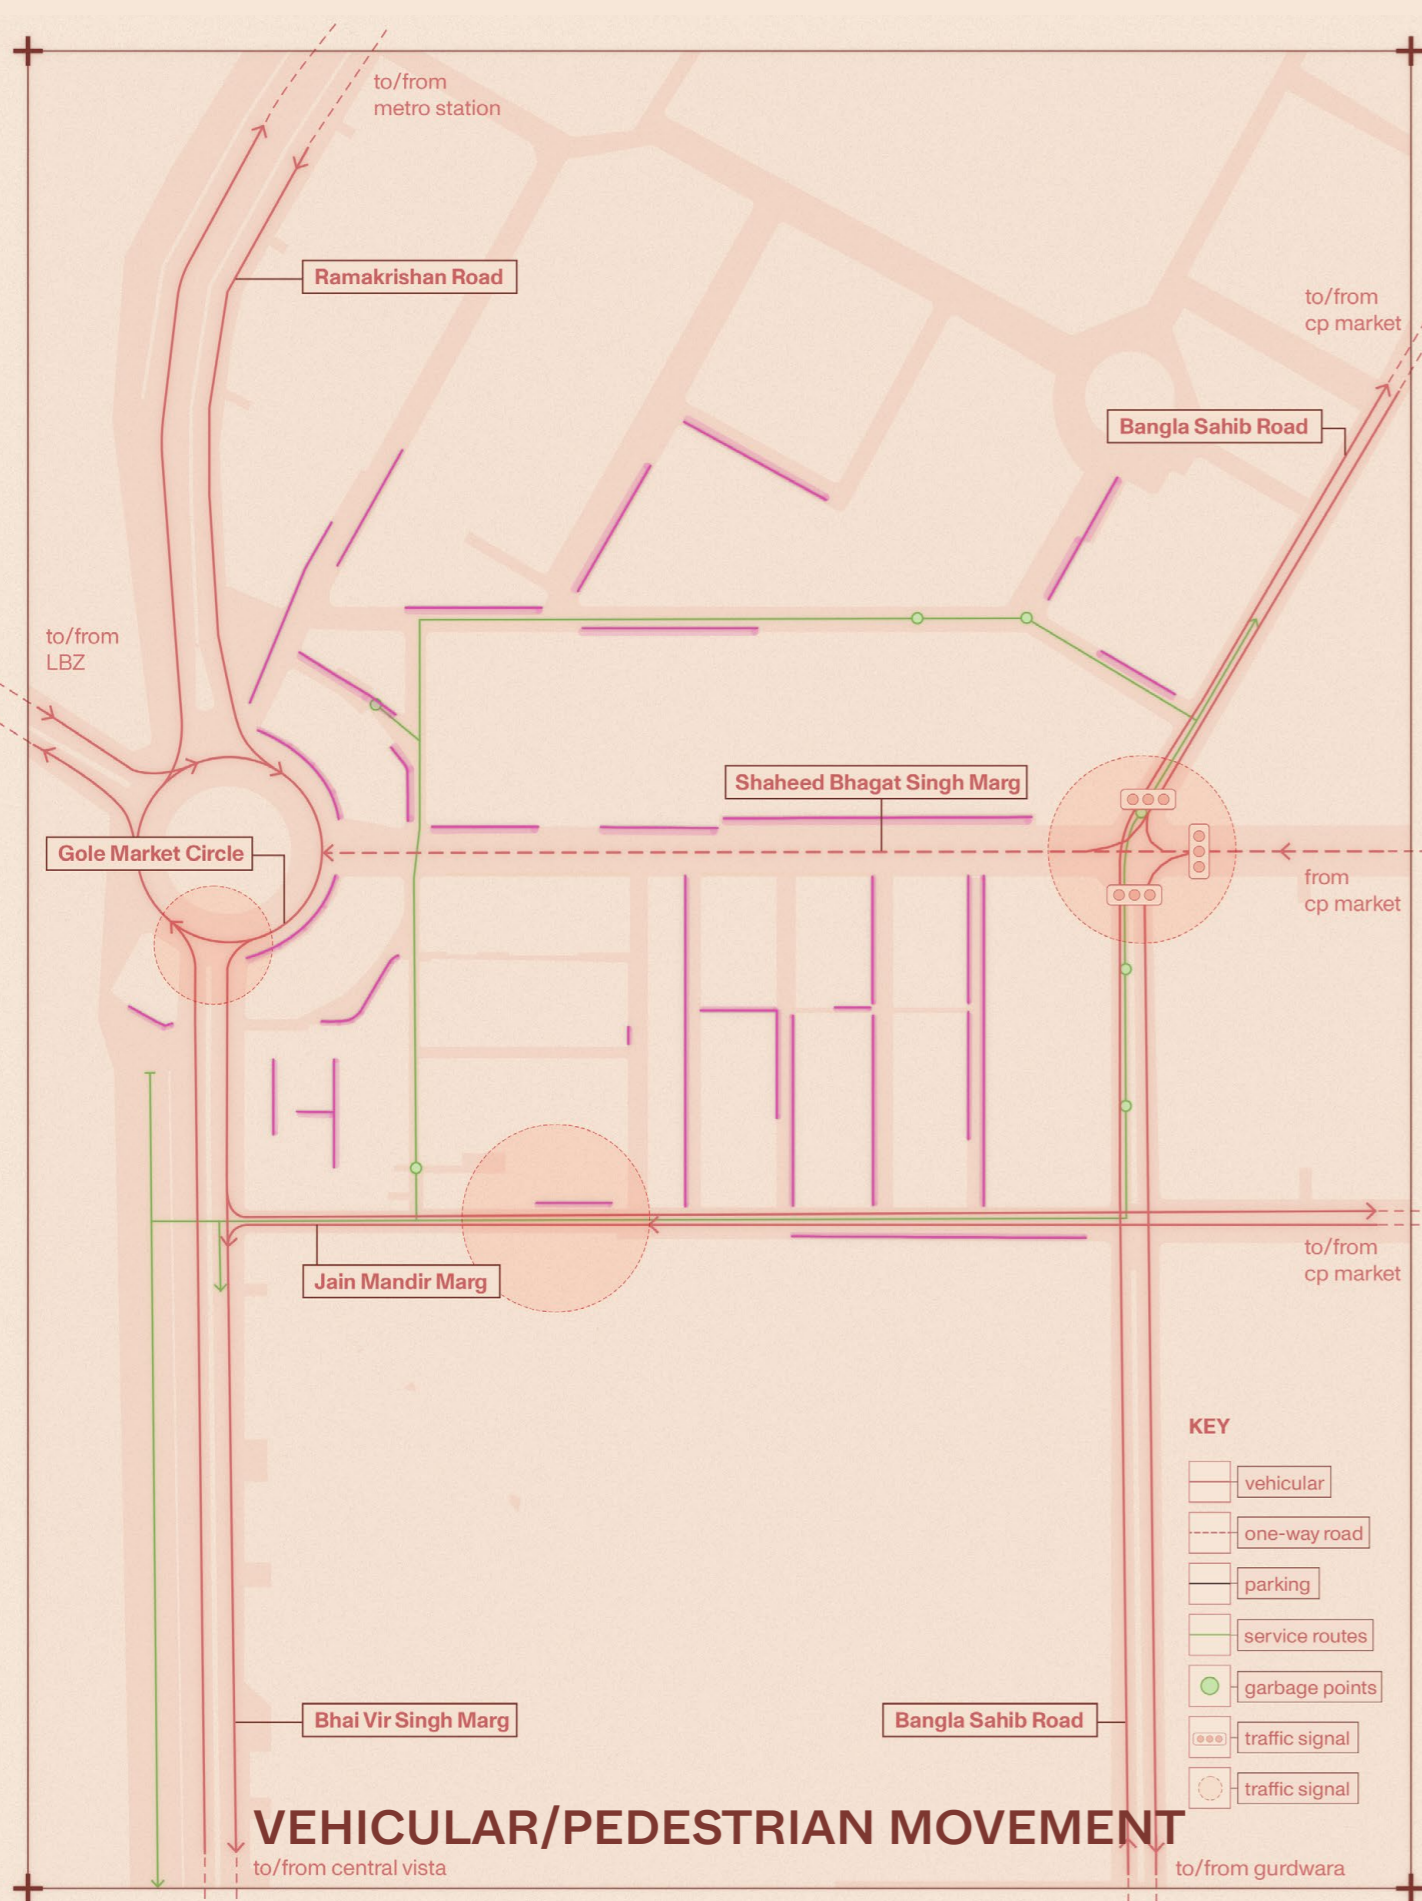 to/from
metro station
Ramakrishan Road
to/from
cp market
Bangla Sahib Road
to/from
LBZ
Shaheed Bhagat Singh Marg
Gole Market Circle
from
cp market
to/from
cp market
Jain Mandir Marg
KEY
vehicular
one-way road
parking
service routes
garbage points
traffic signal
traffic signal
Bhai Vir Singh Marg
Bangla Sahib Road
VEHICULAR/PEDESTRIAN MOVEMENT
to/from central vista
to/from gurdwara